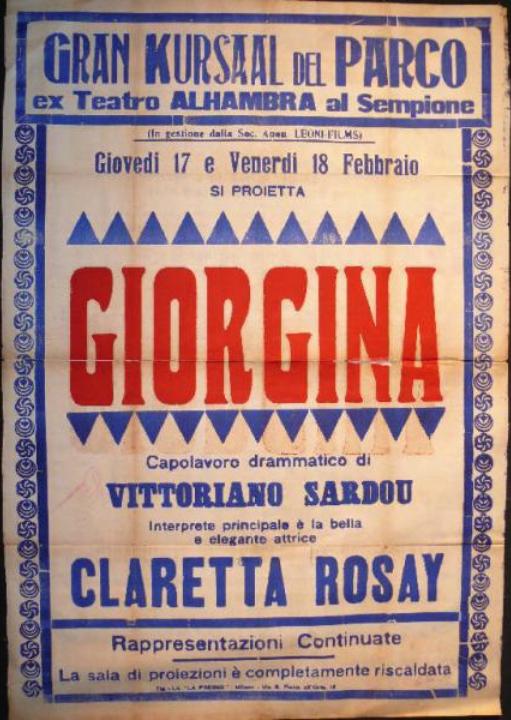 GRAN KURSAAL DEL PARCO
ex Teatro ALHAMBRA al Sempione
(In gestione dalla Soc. Anon. LEONI-FILMS)
Giovedì 17 e Venerdì 18 Febbraio
SI PROIETTA
GIORGINA
Capolavoro drammatico di
VITTORIANO SARDOU
Interprete principale è la bella
e elegante attrice
CLARETTA ROSAY
Rappresentazioni Continuate
La sala di proiezioni è completamente riscaldata